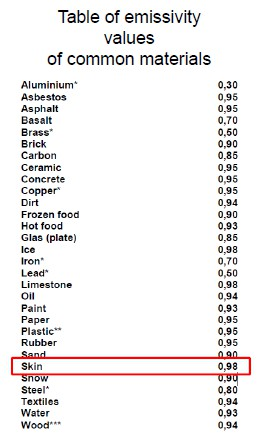 Table of emissivity
values
of common materials
Aluminium* 0,30
Asbestos 0,95
Asphalt 0,95
Basalt 0,70
Brass* 0,50
Brick 0,90
Carbon 0,85
Ceramic 0,95
Concrete 0,95
Copper* 0,95
Dirt 0,94
Frozen food 0,90
Hot food 0,93
Glas (plate) 0,85
Ice 0,98
Iron* 0,70
Lead* 0,50
Limestone 0,98
Oil 0,94
Paint 0,93
Paper 0,95
Plastic** 0,95
Rubber 0,95
Sand 0,90
Skin 0,98
Snow 0,90
Steel* 0,80
Textiles 0,94
Water 0,93
Wood*** 0,94